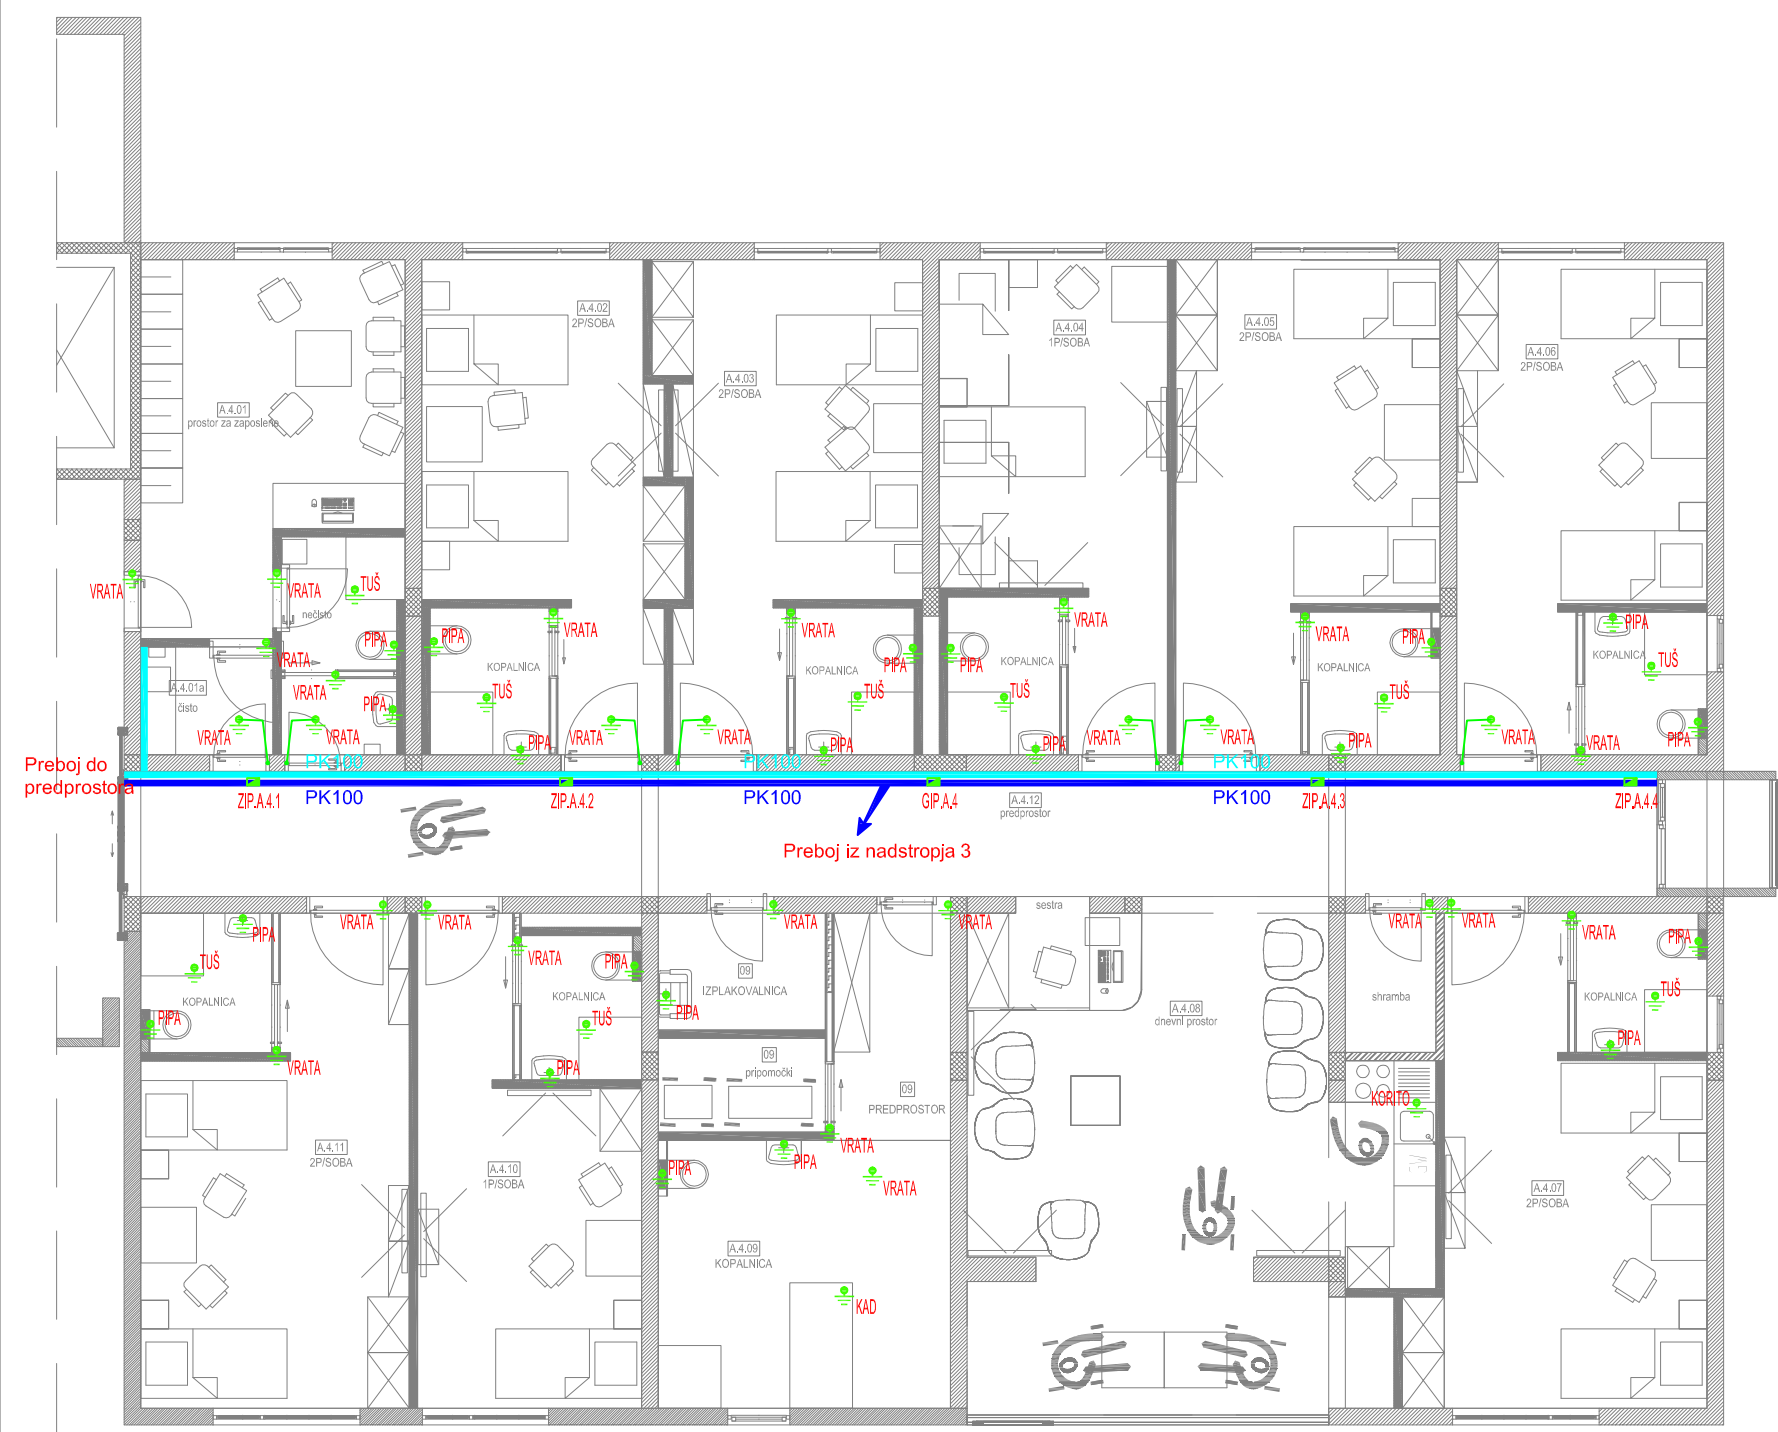 A.4.02
2P/SOBA
A.4.03
2P/SOBA
A.4.04
1P/SOBA
A.4.05
2P/SOBA
A.4.06
2P/SOBA
A.4.01
prostor za zaposlene
VRATA
VRATA
TUŠ
nečisto
PIPA
VRATA
VRATA
PIPA
A.4.01a
čisto
VRATA
VRATA
PIPA
KOPALNICA
TUŠ
PIPA
VRATA
VRATA
VRATA
VRATA
KOPALNICA
PIPA
TUŠ
PIPA
PIPA
KOPALNICA
TUŠ
PIPA
VRATA
VRATA
VRATA
VRATA
KOPALNICA
PIPA
TUŠ
PIPA
PIPA
KOPALNICA
TUŠ
PIPA
VRATA
VRATA
Preboj do
predprostora
PK100
PK100
PK100
ZIP.A.4.1
PK100
ZIP.A.4.2
PK100
GIP.A.4
A.4.12
predprostor
PK100
ZIP.A.4.3
ZIP.A.4.4
Preboj iz nadstropja 3
PIPA
TUŠ
KOPALNICA
PIPA
VRATA
VRATA
VRATA
VRATA
PIPA
KOPALNICA
TUŠ
PIPA
VRATA
VRATA
09
IZPLAKOVALNICA
PIPA
09
pripomočki
09
PREDPROSTOR
VRATA
PIPA
PIPA
VRATA
sestra
A.4.08
dnevni prostor
VRATA
shramba
VRATA
VRATA
PIPA
KOPALNICA
TUŠ
PIPA
KORITO
A.4.11
2P/SOBA
A.4.10
1P/SOBA
A.4.09
KOPALNICA
KAD
A.4.07
2P/SOBA